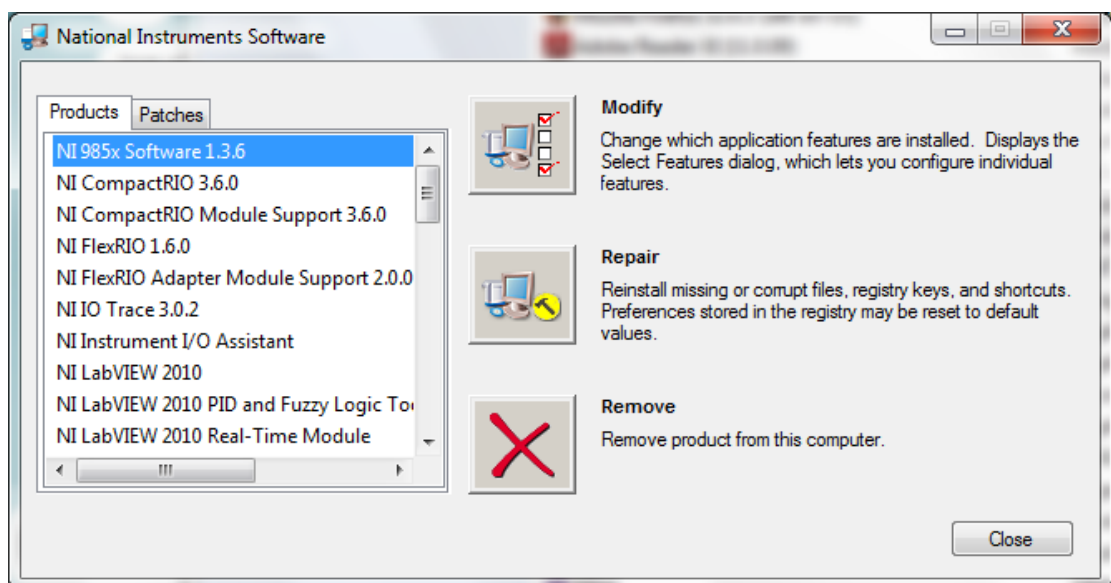 National Instruments Software
Products
Patches
NI 985x Software 1.3.6
NI CompactRIO 3.6.0
NI CompactRIO Module Support 3.6.0
NI FlexRIO 1.6.0
NI FlexRIO Adapter Module Support 2.0.0
NI IO Trace 3.0.2
NI Instrument I/O Assistant
NI LabVIEW 2010
NI LabVIEW 2010 PID and Fuzzy Logic
NI LabVIEW 2010 Real-Time Module
Modify
Change which application features are installed. Displays the
Select Features dialog, which lets you configure individual
features.
Repair
Reinstall missing or corrupt files, registry keys, and shortcuts.
Preferences stored in the registry may be reset to default
values.
Remove
Remove product from this computer.
Close